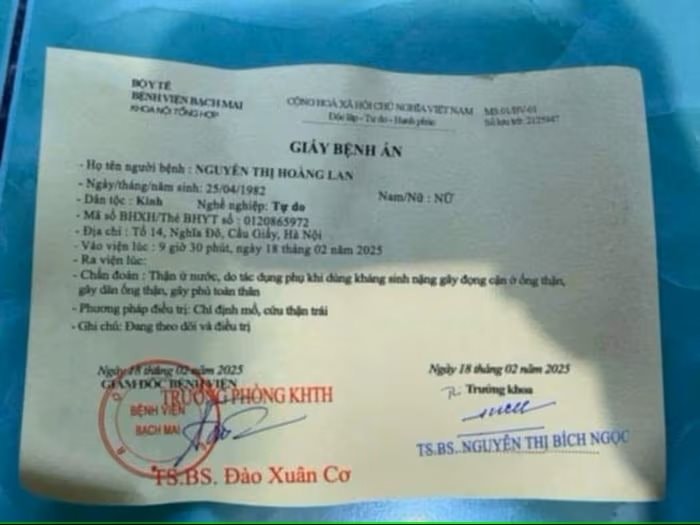 BỘ Y TẾ
BỆNH VIỆN BẠCH MAI
KHOA NỘI TỔNG HỢP
CỘNG HOÀ XÃ HỘI CHỦ NGHĨA VIỆT NAM
Độc lập - Tự do - Hạnh phúc
MS:01/BV-01
Số lưu trữ: 2125947
GIẤY BỆNH ÁN
- Họ tên người bệnh : NGUYỄN THỊ HOÀNG LAN
- Ngày/tháng/năm sinh: 25/04/1982
Nam/Nữ : NỮ
- Dân tộc : Kinh Nghề nghiệp: Tự do
- Mã số BHXH/Thẻ BHYT số : 0120865972
- Địa chỉ : Tổ 14, Nghĩa Đô, Cầu Giấy, Hà Nội
- Vào viện lúc : 9 giờ 30 phút, ngày 18 tháng 02 năm 2025
- Ra viện lúc:
- Chẩn đoán : Thận ứ nước, do tác dụng phụ khi dùng kháng sinh nặng gây đọng cặn ở ống thận,
gây dãn ống thận, gây phù toàn thân
- Phương pháp điều trị: Chỉ định mổ, cứu thận trái
- Ghi chú: Đang theo dõi và điều trị
Ngày 18 tháng 02 năm 2025
GIÁM ĐỐC BỆNH VIỆN
TRƯỞNG PHÒNG KHTH
BỆNH VIỆN
BẠCH MAI
TS.BS. Đào Xuân Cơ
Ngày 18 tháng 02 năm 2025
Trưởng khoa
TS.BS. NGUYỄN THỊ BÍCH NGỌC